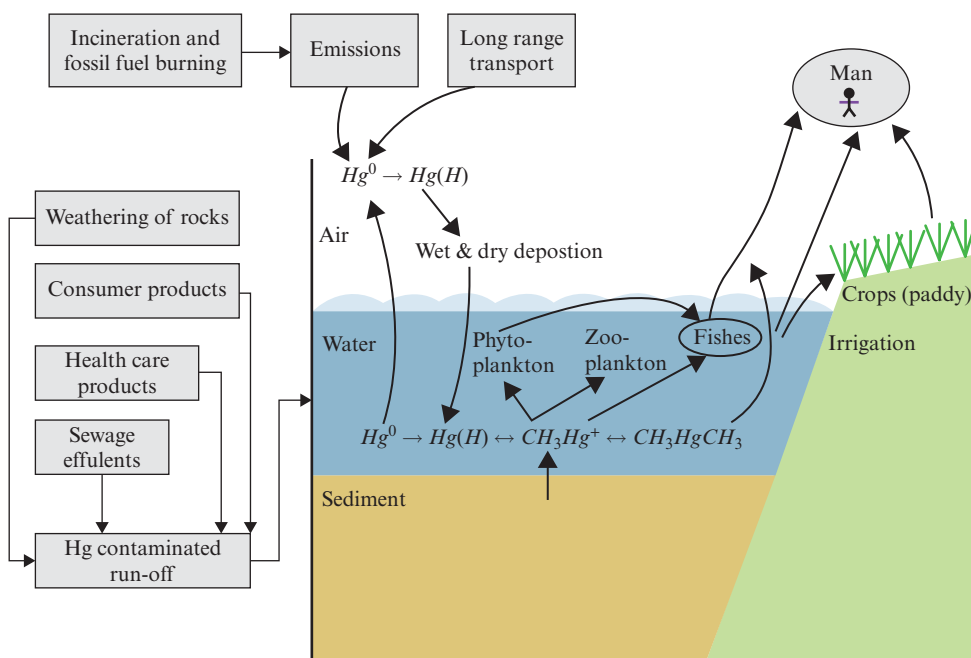 Incineration and
fossil fuel burning
Emissions
Long range
transport
Man
Hg⁰ → Hg(H)
Weathering of rocks
Air
Wet & dry depostion
Consumer products
Crops (paddy)
Water
Phyto-
plankton
Zoo-
plankton
Fishes
Irrigation
Health care
products
Sewage
effulents
Hg⁰ → Hg(H) ↔ CH₃Hg⁺ ↔ CH₃HgCH₃
Sediment
Hg contaminated
run-off